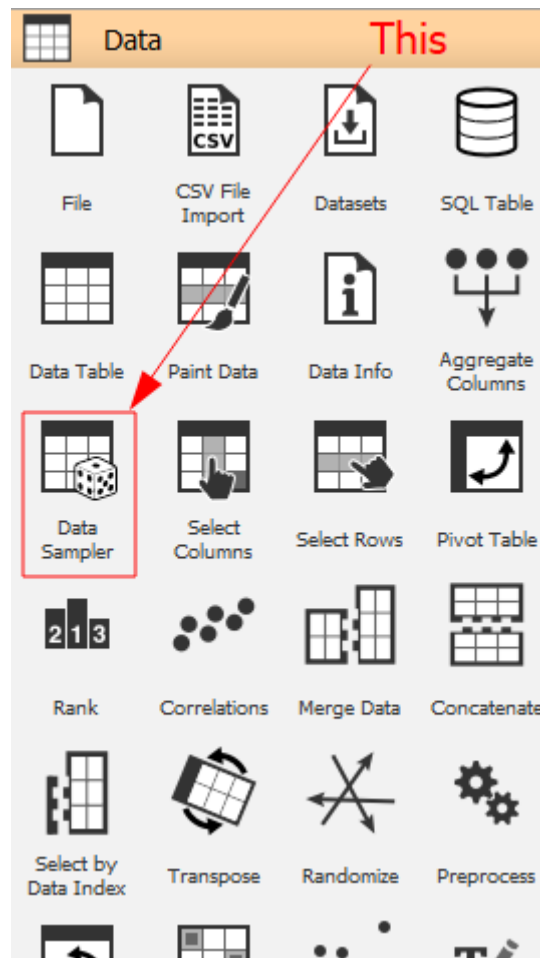 Data
This
CSV
File
CSV File
Import
Datasets
SQL Table
Data Table
Paint Data
Data Info
Aggregate
Columns
Data
Sampler
Select
Columns
Select Rows
Pivot Table
2 1 3
Rank
Correlations
Merge Data
Concatenate
Select by
Data Index
Transpose
Randomize
Preprocess